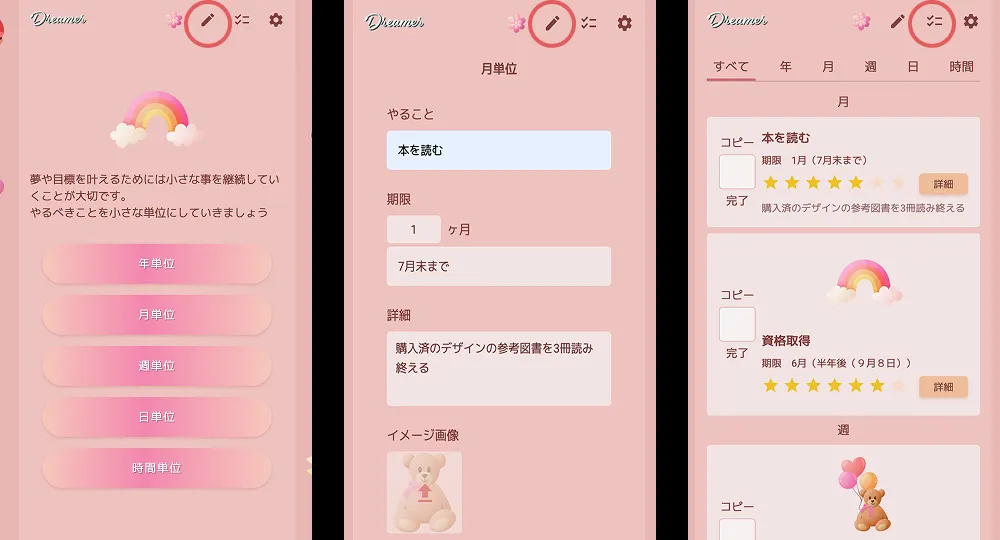 Dreamer
夢や目標を叶えるためには小さな事を継続してい
くことが大切です。
やるべきことを小さな単位にしていきましょう
年単位
月単位
週単位
日単位
時間単位
Dreamer
月単位
やること
本を読む
期限
1 ヶ月
7月末まで
詳細
購入済のデザインの参考図書を3冊読み
終える
イメージ画像
Dreamer
すべて 年 月 週 日 時間
月
コピー
完了
本を読む
期限 1月（7月末まで）
詳細
購入済のデザインの参考図書を3冊読み終える
コピー
完了
資格取得
期限 6月（半年後（９月８日））
詳細
週
コピー